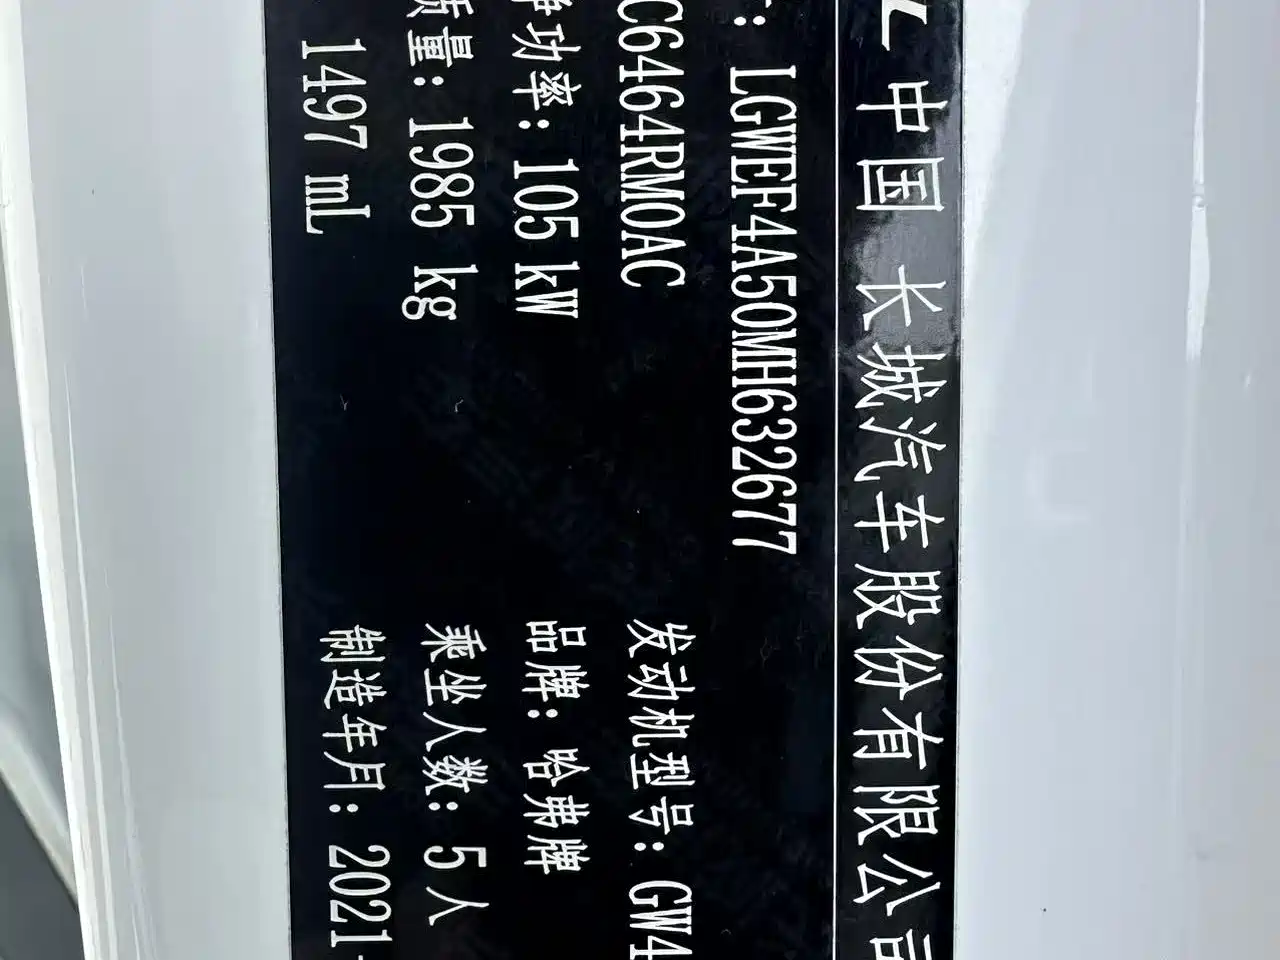 中国 长城汽车股份有限公司
: LGWEF4A50MH632677
C6464RM0AC
发动机型号: GW4
净功率: 105 kW
品牌: 哈弗牌
质量: 1985 kg
乘坐人数: 5 人
1497 mL
制造年月: 2021-